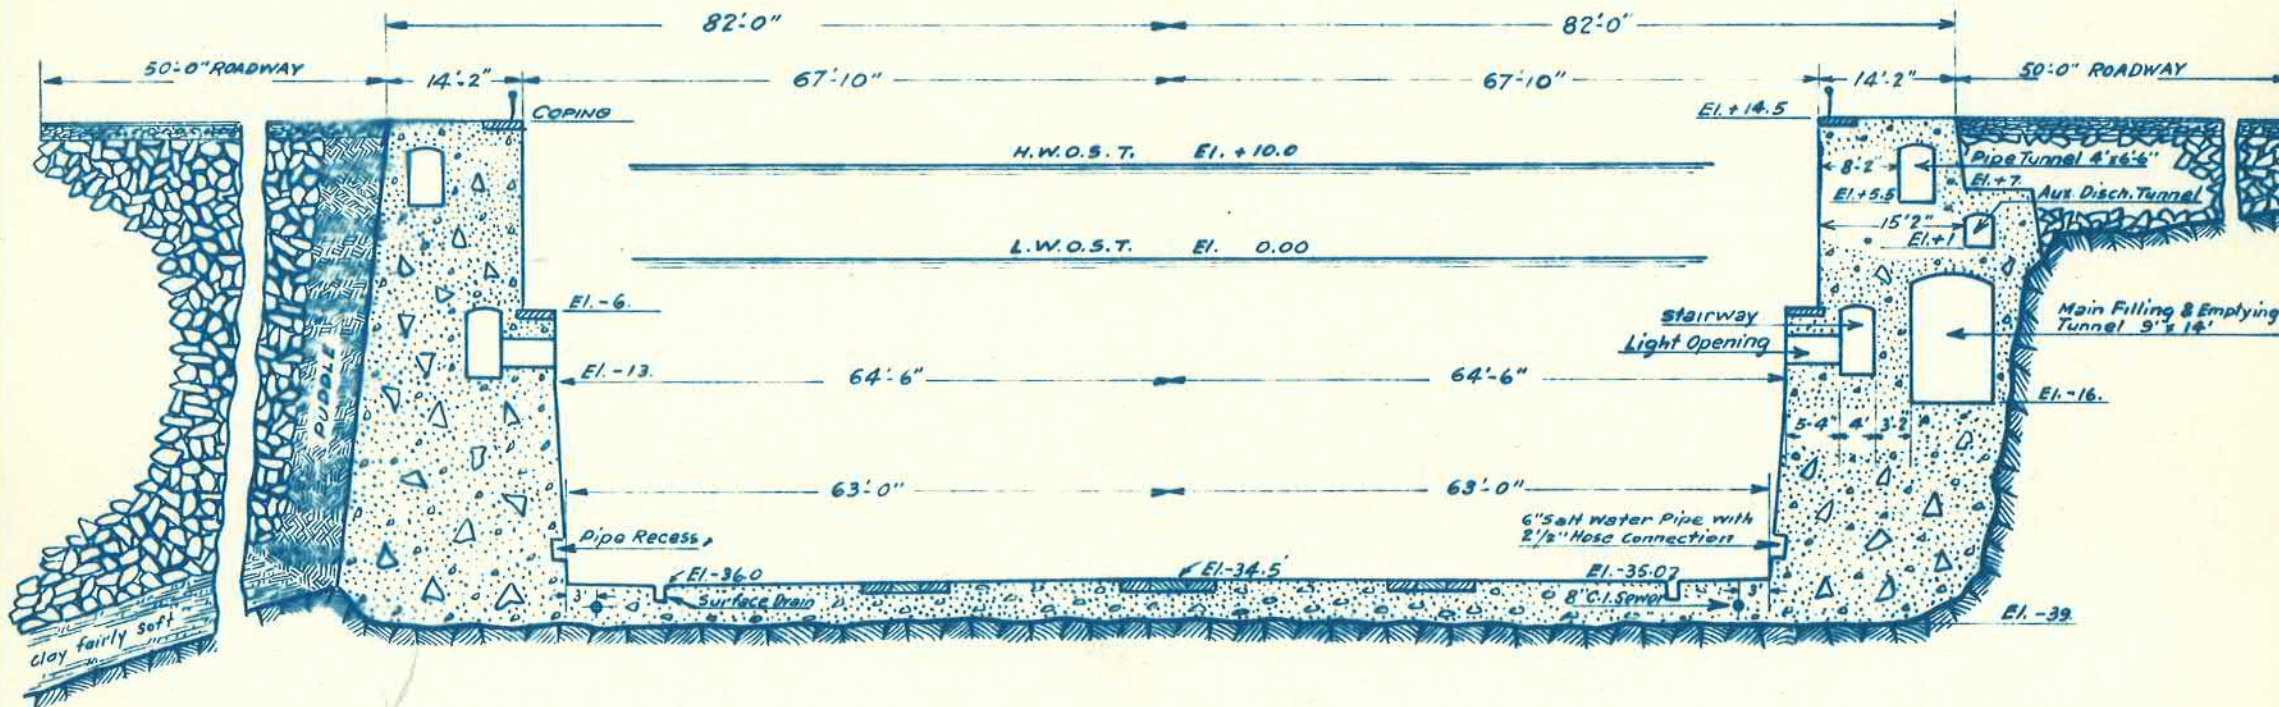 82'-0" 82'-0"
50'-0" ROADWAY 14'-2" 67'-10" 67'-10" 14'-2" 50'-0" ROADWAY
COPING
El. + 14.5
H.W.O.S.T. El. + 10.0
8-2
Pipe Tunnel 4'x6'-6"
El. + 5.5
El. + 7.
Aux. Disch. Tunnel
15'2"
El. + 1
L.W.O.S.T. El. 0.00
El. - 6.
Stairway
Light Opening
Main Filling & Emptying
Tunnel 9' x 14'
PUDDLE
El. - 13.
64'-6" 64'-6"
El. - 16.
5-4" 4' 3-2
63'-0" 63'-0"
Pipe Recess
6" Salt Water Pipe with
2½" Hose Connection
El. - 36.0
El. - 34.5'
El. - 35.07
3'
Surface Drain
8" C.I. Sewer
3'
El. - 39.
Clay fairly soft